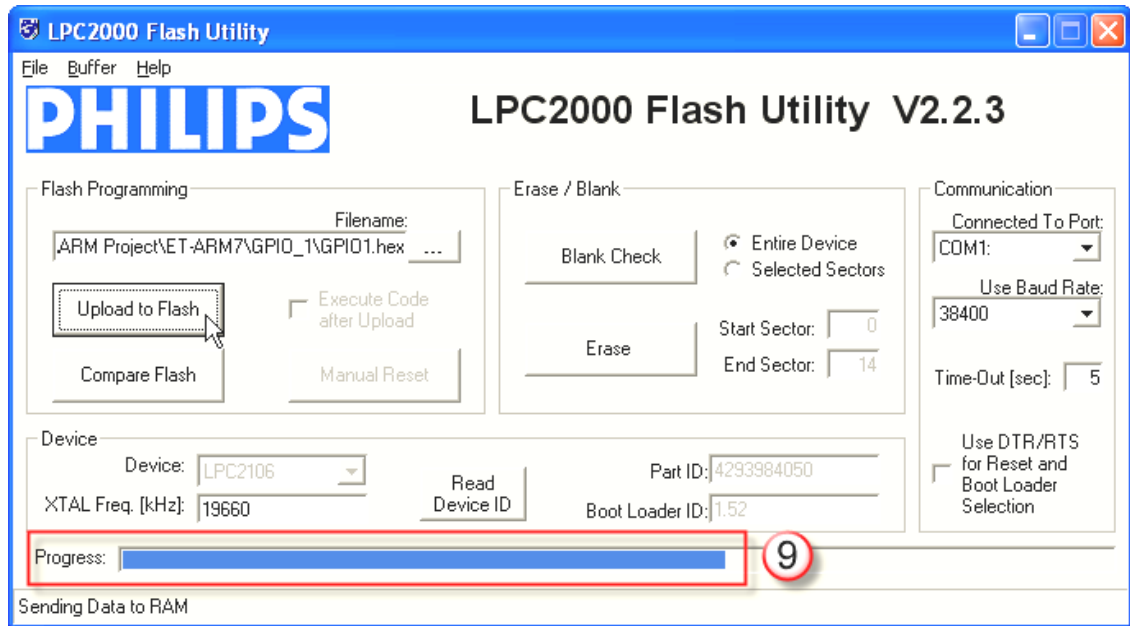 LPC2000 Flash Utility
File Buffer Help
PHILIPS
LPC2000 Flash Utility V2.2.3
Flash Programming
Filename:
ARM Project\ET-ARM7\GPIO_1\GPIO1.hex ...
Upload to Flash
Execute Code
after Upload
Compare Flash
Manual Reset
Erase / Blank
Blank Check
Entire Device
Selected Sectors
Erase
Start Sector: 0
End Sector: 14
Communication
Connected To Port:
COM1:
Use Baud Rate:
38400
Time-Out [sec]: 5
Use DTR/RTS
for Reset and
Boot Loader
Selection
Device
Device: LPC2106
XTAL Freq. [kHz]: 19660
Read
Device ID
Part ID: 4293984050
Boot Loader ID: 1.52
Progress:
9
Sending Data to RAM